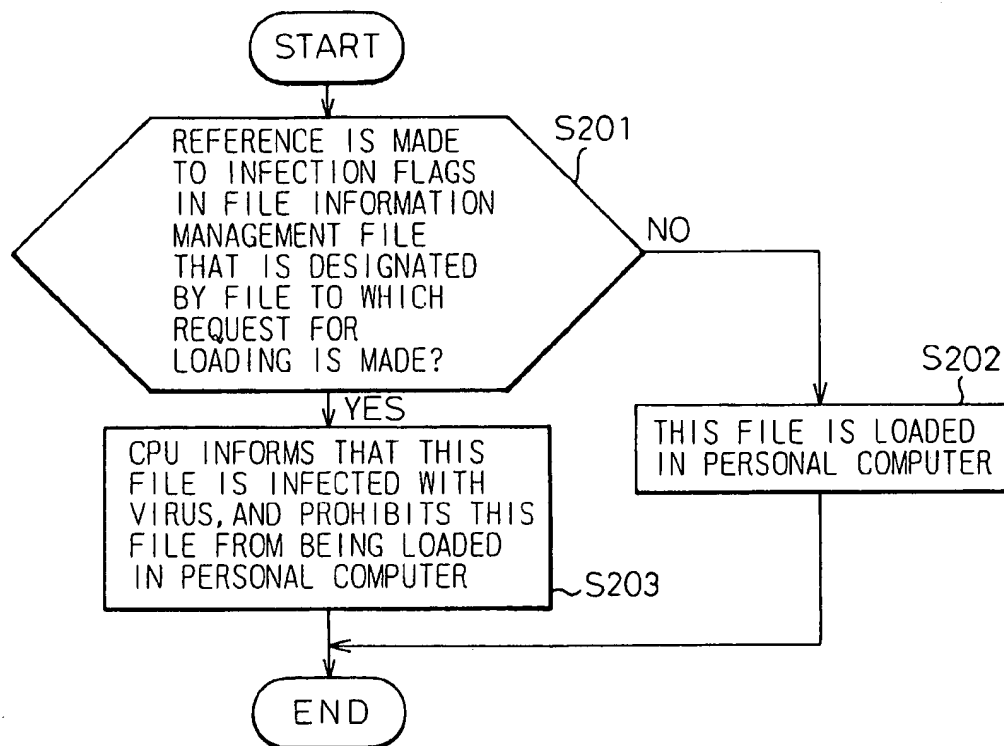 START
S201
REFERENCE IS MADE
TO INFECTION FLAGS
IN FILE INFORMATION
MANAGEMENT FILE
THAT IS DESIGNATED
BY FILE TO WHICH
REQUEST FOR
LOADING IS MADE?
NO
YES
S202
THIS FILE IS LOADED
IN PERSONAL COMPUTER
CPU INFORMS THAT THIS
FILE IS INFECTED WITH
VIRUS, AND PROHIBITS THIS
FILE FROM BEING LOADED
IN PERSONAL COMPUTER
S203
END